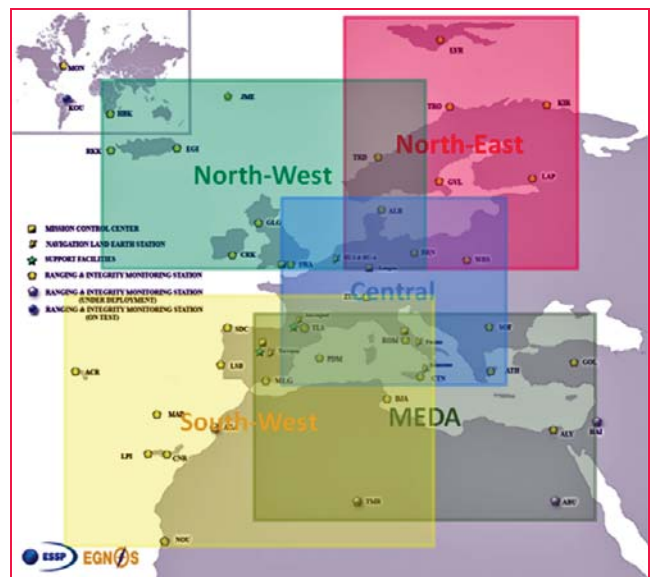 MON
KOU
LYR
JME
RBK
TRO
KIR
RKK
EGI
TRD
North-East
North-West
GVL
LAP
ALB
GLG
MISSION CONTROL CENTER
NAVIGATION LAND EARTH STATION
SUPPORT FACILITIES
RANGING & INTEGRITY MONITORING STATION
RANGING & INTEGRITY MONITORING STATION
(UNDER DEPLOYMENT)
RANGING & INTEGRITY MONITORING STATION
(ON TEST)
CRK
SWA
WRS
Central
SDC
TLS
ROM
SOF
LSB
PDM
GOL
ACR
MLG
CTN
ATH
DJA
MEDA
South-West
ALY
HAI
LPI
CNR
TMR
ABU
NOU
ESSP EGNOS